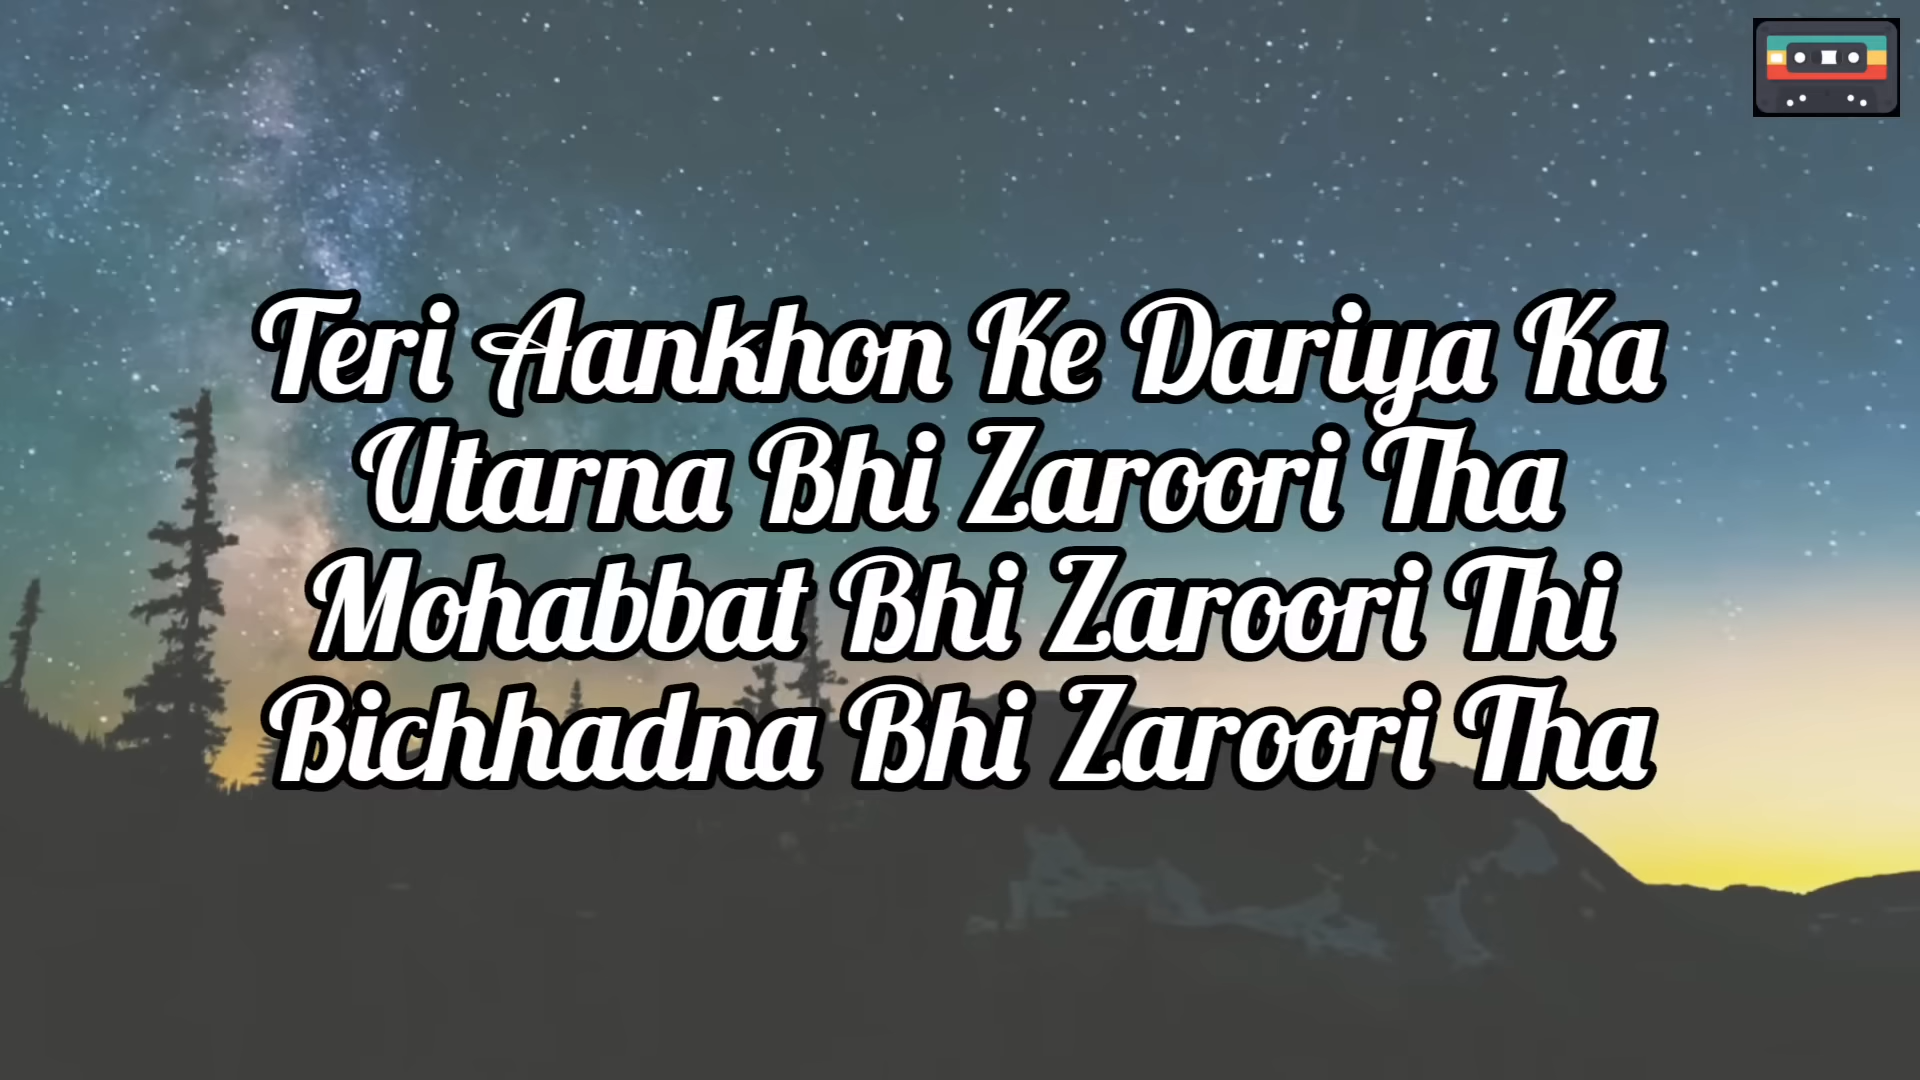 Teri Aankhon Ke Dariya Ka
Utarna Bhi Zaroori Tha
Mohabbat Bhi Zaroori Thi
Bichhadna Bhi Zaroori Tha